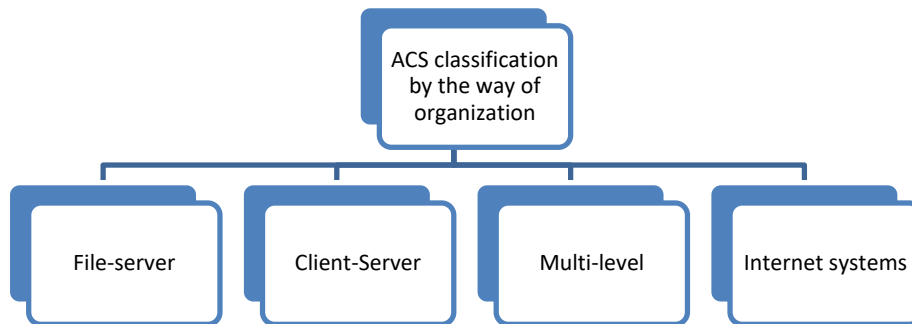 ACS classification
by the way of
organization
File-server
Client-Server
Multi-level
Internet systems